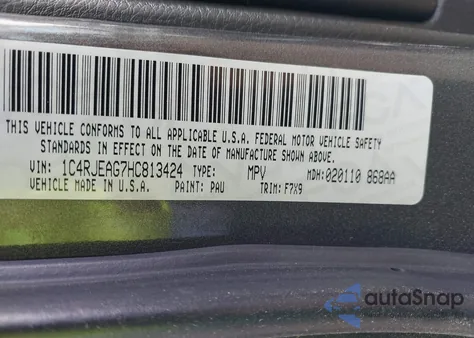 THIS VEHICLE CONFORMS TO ALL APPLICABLE U.S.A. FEDERAL MOTOR VEHICLE SAFETY
STANDARDS IN EFFECT ON THE DATE OF MANUFACTURE SHOWN ABOVE.
VIN: 1C4RJEAG7HC813424 TYPE: MPV MDH: 020110 868AA
VEHICLE MADE IN U.S.A. PAINT: PAU TRIM: F7X9
autoSnap